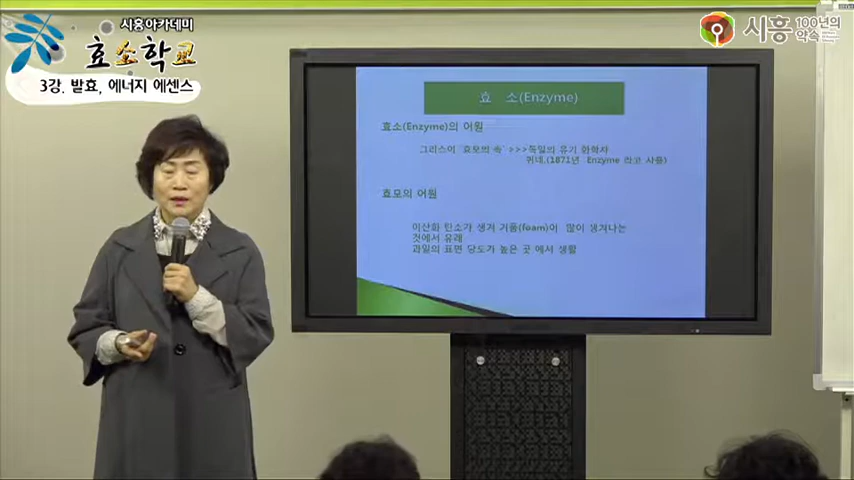 시흥아카데미
효소학교
3강. 발효, 에너지 에센스
시흥 100년의 약속
효 소(Enzyme)
효소(Enzyme)의 어원
그리스어 '효모의 속' >>>독일의 유기 화학자
퀴네.(1871년 Enzyme 라고 사용)
효모의 어원
이산화 탄소가 생겨 거품(foam)이 많이 생겨나는
것에서 유래
과일의 표면 당도가 높은 곳 에서 생활